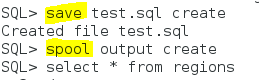 SQL> save test.sql create
Created file test.sql
SQL> spool output create
SQL> select * from regions